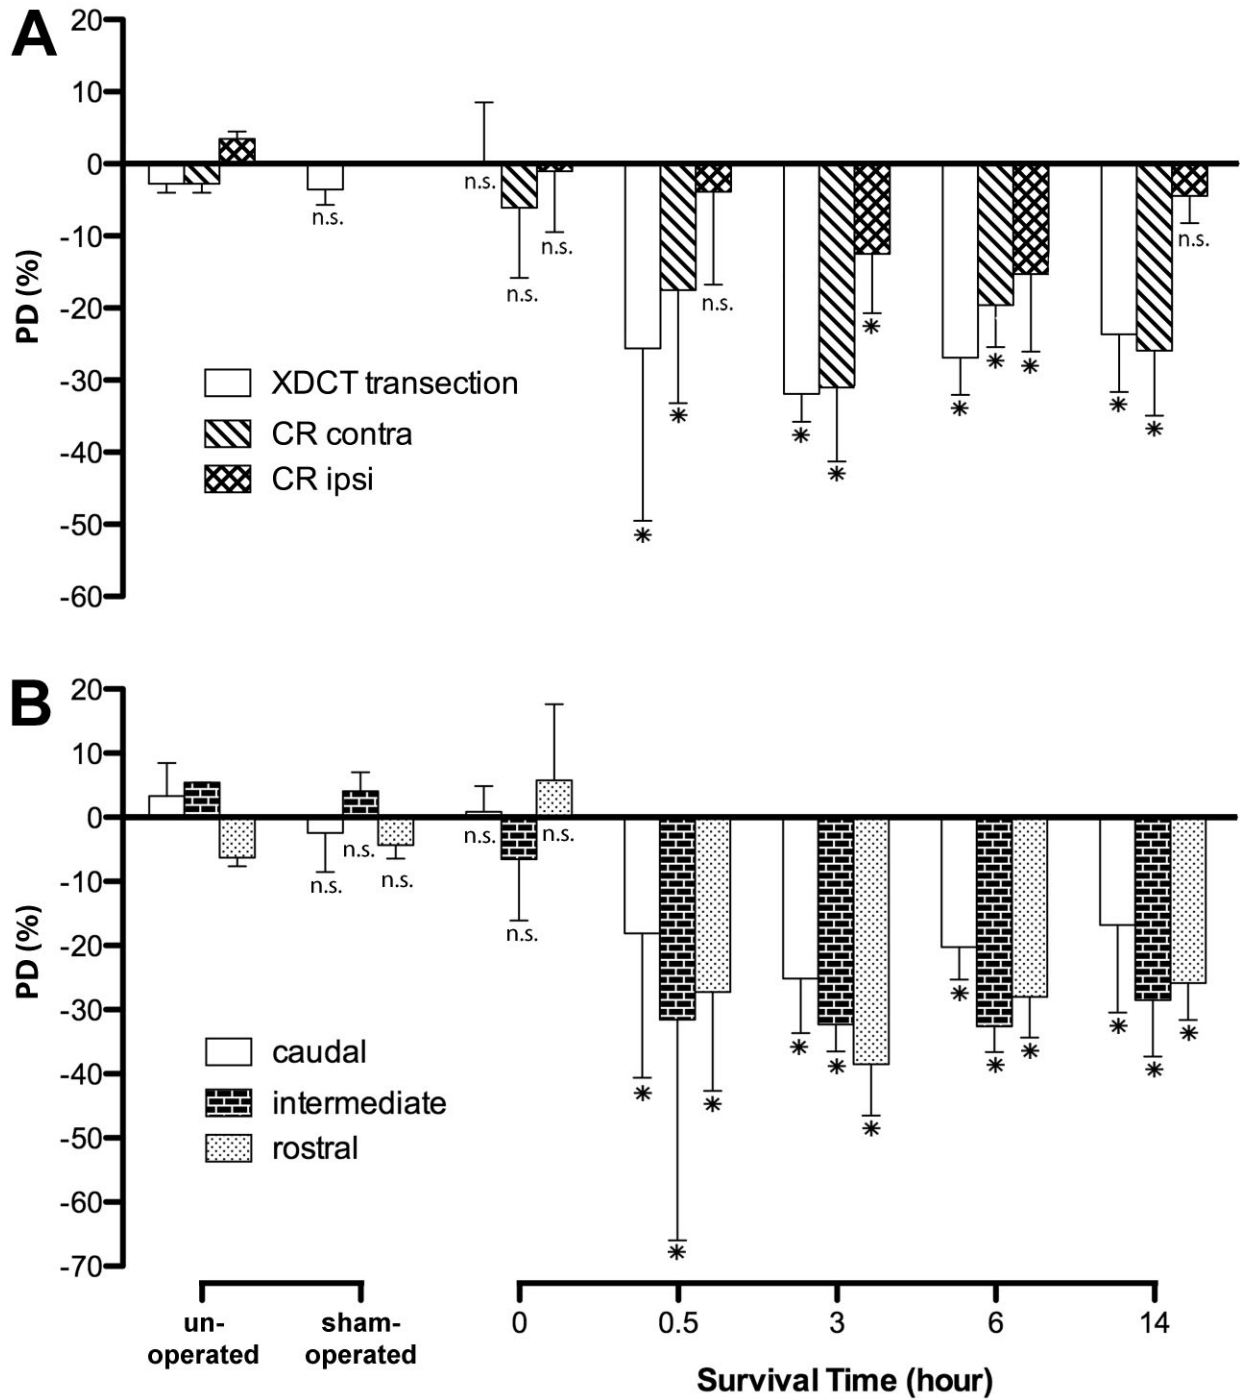 A
20
10
0
-10
-20
-30
-40
-50
-60
PD (%)
n.s.
n.s.
n.s.
n.s.
*
*
n.s.
*
*
*
*
*
*
*
*
n.s.
XDCT transection
CR contra
CR ipsi
B
20
10
0
-10
-20
-30
-40
-50
-60
-70
PD (%)
n.s.
n.s.
n.s.
n.s.
n.s.
n.s.
*
*
*
*
*
*
*
*
*
*
*
*
caudal
intermediate
rostral
un-
operated
sham-
operated
0
0.5
3
6
14
Survival Time (hour)